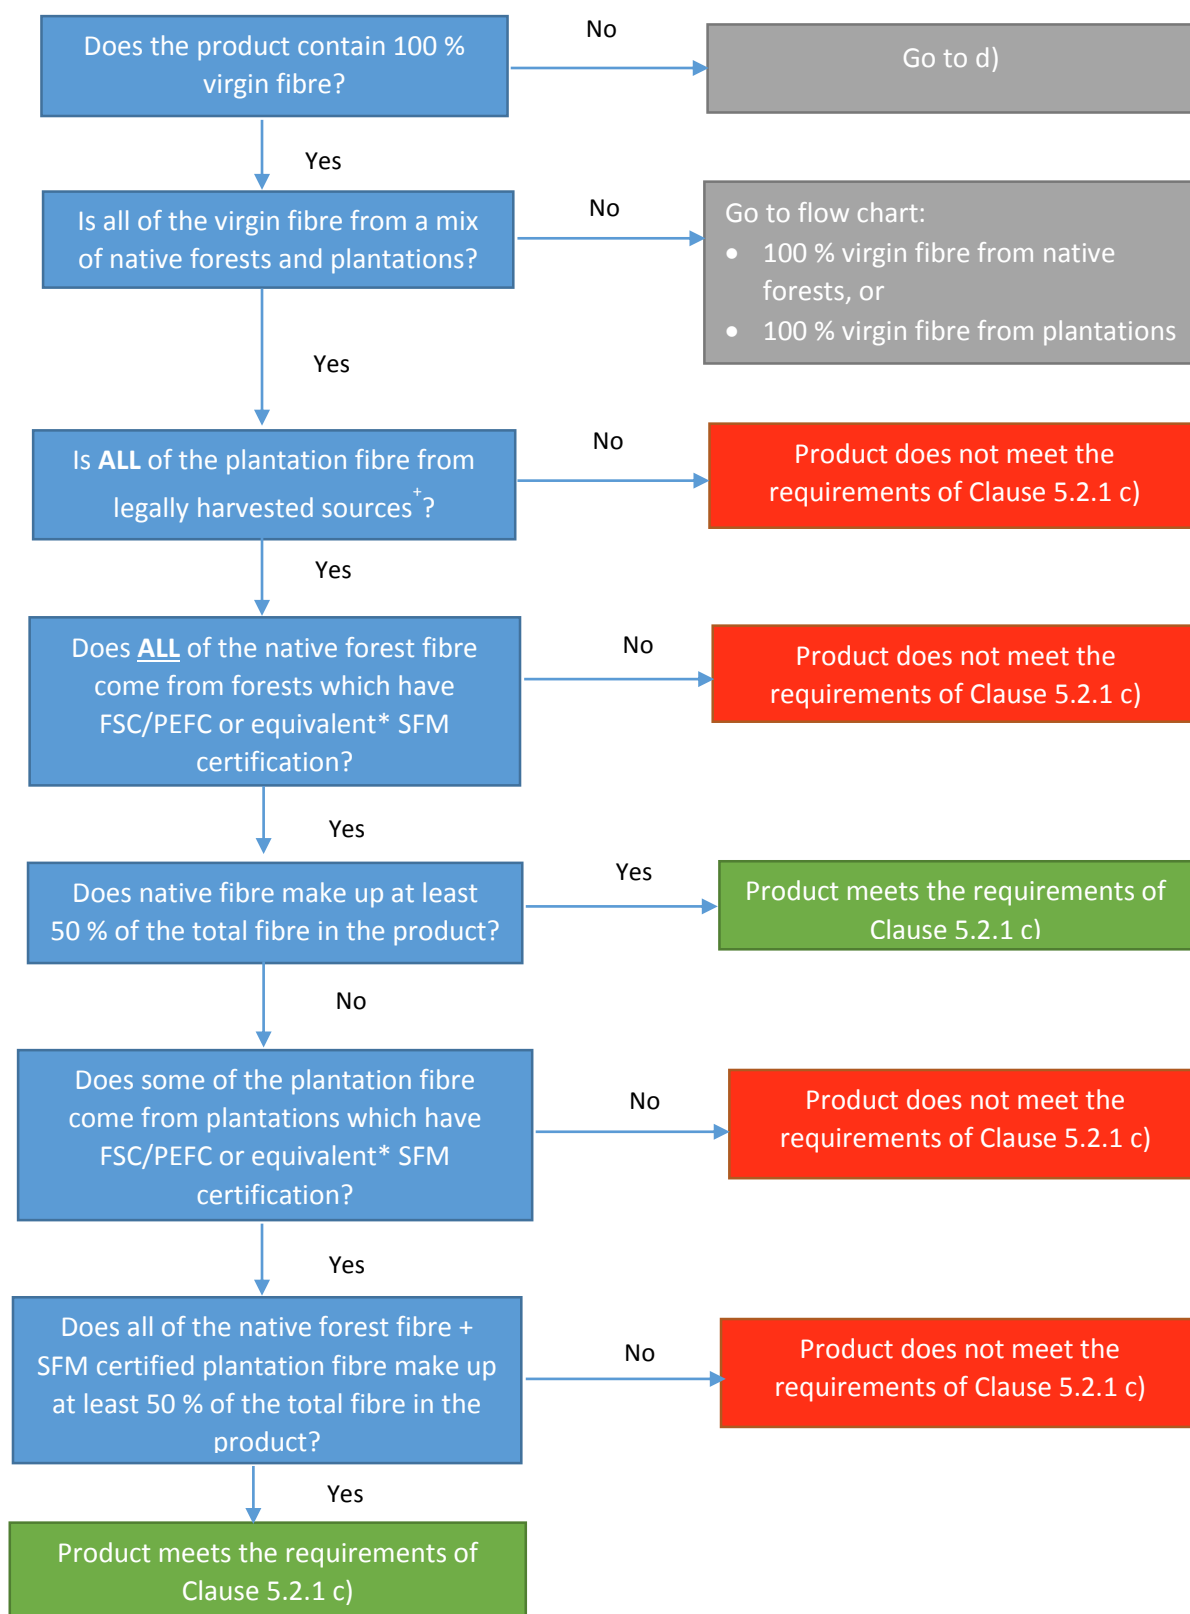 Does the product contain 100 %
virgin fibre?
No
Go to d)
Yes
Is all of the virgin fibre from a mix
of native forests and plantations?
No
Go to flow chart:
• 100 % virgin fibre from native
forests, or
• 100 % virgin fibre from plantations
Yes
Is ALL of the plantation fibre from
legally harvested sources+?
No
Product does not meet the
requirements of Clause 5.2.1 c)
Yes
Does ALL of the native forest fibre
come from forests which have
FSC/PEFC or equivalent* SFM
certification?
No
Product does not meet the
requirements of Clause 5.2.1 c)
Yes
Does native fibre make up at least
50 % of the total fibre in the product?
Yes
Product meets the requirements of
Clause 5.2.1 c)
No
Does some of the plantation fibre
come from plantations which have
FSC/PEFC or equivalent* SFM
certification?
No
Product does not meet the
requirements of Clause 5.2.1 c)
Yes
Does all of the native forest fibre +
SFM certified plantation fibre make up
at least 50 % of the total fibre in the
product?
No
Product does not meet the
requirements of Clause 5.2.1 c)
Yes
Product meets the requirements of
Clause 5.2.1 c)